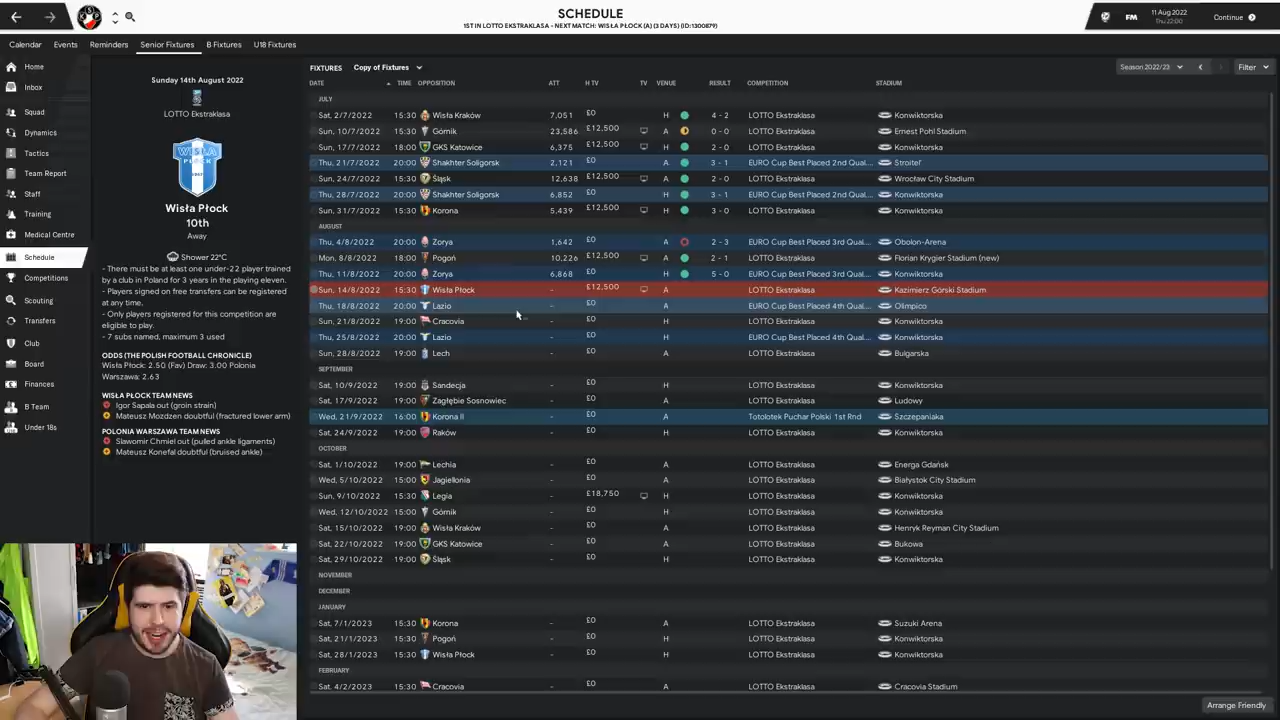 SCHEDULE
1ST IN LOTTO EKSTRAKLASA - NEXT MATCH: WISŁA PŁOCK (A) (3 DAYS) (ID:1300879)
FM
11 Aug 2022
Thu 22:00
Continue
Calendar Events Reminders Senior Fixtures B Fixtures U18 Fixtures
Home
Inbox
Squad
Dynamics
Tactics
Team Report
Staff
Training
Medical Centre
Schedule
Competitions
Scouting
Transfers
Club
Board
Finances
B Team
Under 18s
Sunday 14th August 2022
LOTTO Ekstraklasa
WISŁA
PŁOCK
1947
Wisła Płock
10th
Away
Shower 22°C
- There must be at least one under-22 player trained
by a club in Poland for 3 years in the playing eleven.
- Players signed on free transfers can be registered
at any time.
- Only players registered for this competition are
eligible to play.
- 7 subs named, maximum 3 used
ODDS (THE POLISH FOOTBALL CHRONICLE)
Wisła Płock: 2.50 (Fav) Draw: 3.00 Polonia
Warszawa: 2.63
WISŁA PŁOCK TEAM NEWS
Igor Sapala out (groin strain)
Mateusz Modzden doubtful (fractured lower arm)
POLONIA WARSZAWA TEAM NEWS
Slawomir Chmiel out (pulled ankle ligaments)
Mateusz Konefal doubtful (bruised ankle)
FIXTURES Copy of Fixtures Season 2022/23 Filter
DATE TIME OPPOSITION ATT H TV TV VENUE RESULT COMPETITION STADIUM
JULY
Sat, 2/7/2022 15:30 Wisła Kraków 7,051 £0 H 4 - 2 LOTTO Ekstraklasa Konwiktorska
Sun, 10/7/2022 15:30 Górnik 23,586 £12,500 A 0 - 0 LOTTO Ekstraklasa Ernest Pohl Stadium
Sun, 17/7/2022 18:00 GKS Katowice 6,375 £12,500 H 2 - 0 LOTTO Ekstraklasa Konwiktorska
Thu, 21/7/2022 20:00 Shakhter Soligorsk 2,121 £0 A 3 - 1 EURO Cup Best Placed 2nd Qual... Stroitel'
Sun, 24/7/2022 15:30 Śląsk 12,638 £12,500 A 2 - 0 LOTTO Ekstraklasa Wrocław City Stadium
Thu, 28/7/2022 20:00 Shakhter Soligorsk 6,852 £0 H 3 - 1 EURO Cup Best Placed 2nd Qual... Konwiktorska
Sun, 31/7/2022 15:30 Korona 5,439 £12,500 H 3 - 0 LOTTO Ekstraklasa Konwiktorska
AUGUST
Thu, 4/8/2022 20:00 Zorya 1,642 £0 A 2 - 3 EURO Cup Best Placed 3rd Qual... Obolon-Arena
Mon, 8/8/2022 18:00 Pogoń 10,226 £12,500 A 2 - 1 LOTTO Ekstraklasa Florian Krygier Stadium (new)
Thu, 11/8/2022 20:00 Zorya 6,868 £0 H 5 - 0 EURO Cup Best Placed 3rd Qual... Konwiktorska
Sun, 14/8/2022 15:30 Wisła Płock - £12,500 A LOTTO Ekstraklasa Kazimierz Górski Stadium
Thu, 18/8/2022 20:00 Lazio - £0 A EURO Cup Best Placed 4th Qual... Olimpico
Sun, 21/8/2022 19:00 Cracovia - £0 H LOTTO Ekstraklasa Konwiktorska
Thu, 25/8/2022 20:00 Lazio - £0 H EURO Cup Best Placed 4th Qual... Konwiktorska
Sun, 28/8/2022 19:00 Lech - £0 A LOTTO Ekstraklasa Bulgarska
SEPTEMBER
Sat, 10/9/2022 19:00 Sandecja - £0 H LOTTO Ekstraklasa Konwiktorska
Sat, 17/9/2022 19:00 Zagłębie Sosnowiec - £0 A LOTTO Ekstraklasa Ludowy
Wed, 21/9/2022 16:00 Korona II - £0 A Totolotek Puchar Polski 1st Rnd Szczepaniaka
Sat, 24/9/2022 19:00 Raków - £0 H LOTTO Ekstraklasa Konwiktorska
OCTOBER
Sat, 1/10/2022 19:00 Lechia - £0 A LOTTO Ekstraklasa Energa Gdańsk
Wed, 5/10/2022 15:30 Jagiellonia - £0 A LOTTO Ekstraklasa Białystok City Stadium
Sun, 9/10/2022 15:30 Legia - £18,750 H LOTTO Ekstraklasa Konwiktorska
Wed, 12/10/2022 15:30 Górnik - £0 H LOTTO Ekstraklasa Konwiktorska
Sat, 15/10/2022 19:00 Wisła Kraków - £0 A LOTTO Ekstraklasa Henryk Reyman City Stadium
Sat, 22/10/2022 19:00 GKS Katowice - £0 A LOTTO Ekstraklasa Bukowa
Sat, 29/10/2022 19:00 Śląsk - £0 H LOTTO Ekstraklasa Konwiktorska
NOVEMBER
DECEMBER
JANUARY
Sat, 7/1/2023 15:30 Korona - £0 A LOTTO Ekstraklasa Suzuki Arena
Sat, 21/1/2023 15:30 Pogoń - £0 H LOTTO Ekstraklasa Konwiktorska
Sat, 28/1/2023 15:30 Wisła Płock - £0 H LOTTO Ekstraklasa Konwiktorska
FEBRUARY
Sat, 4/2/2023 15:30 Cracovia - £0 A LOTTO Ekstraklasa Cracovia Stadium
Arrange Friendly